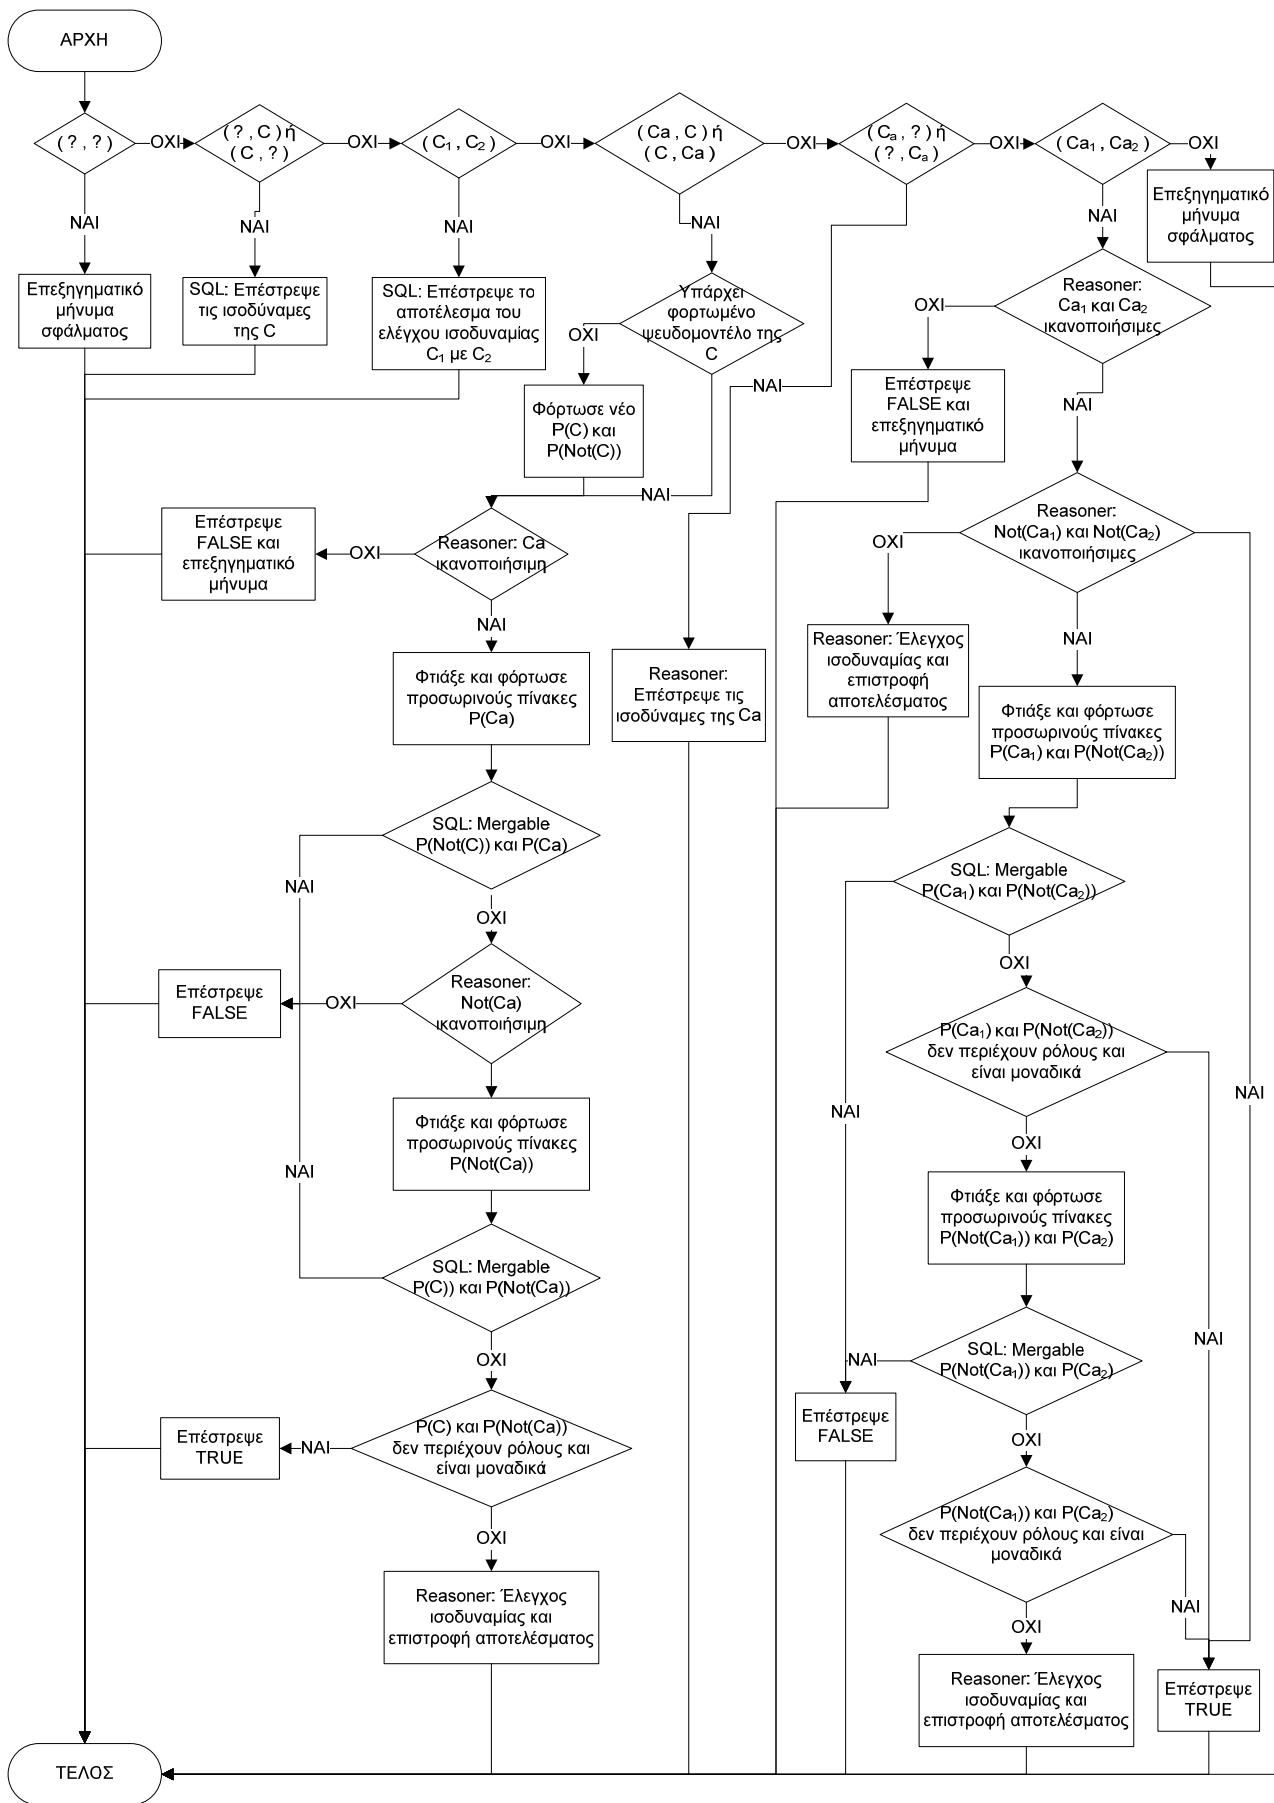 ΑΡΧΗ
( ? , ? )
ΟΧΙ
( ? , C ) ή
( C , ? )
ΟΧΙ
(C₁ , C₂ )
ΟΧΙ
( Ca , C ) ή
( C , Ca )
ΟΧΙ
( Cₐ , ? ) ή
( ? , Cₐ )
ΟΧΙ
(Ca₁ , Ca₂ )
ΟΧΙ
ΝΑΙ
ΝΑΙ
ΝΑΙ
ΝΑΙ
ΝΑΙ
Επεξηγηματικό
μήνυμα
σφάλματος
Επεξηγηματικό
μήνυμα
σφάλματος
SQL: Επέστρεψε
τις ισοδύναμες
της C
SQL: Επέστρεψε το
αποτέλεσμα του
ελέγχου ισοδυναμίας
C₁ με C₂
Υπάρχει
φορτωμένο
ψευδομοντέλο της
C
ΟΧΙ
Φόρτωσε νέο
P(C) και
P(Not(C))
ΝΑΙ
ΝΑΙ
Reasoner:
Ca₁ και Ca₂
ικανοποιήσιμες
ΟΧΙ
ΝΑΙ
Επέστρεψε
FALSE και
επεξηγηματικό
μήνυμα
Επέστρεψε
FALSE και
επεξηγηματικό
μήνυμα
ΟΧΙ
Reasoner: Ca
ικανοποιήσιμη
ΝΑΙ
Reasoner:
Not(Ca₁) και Not(Ca₂)
ικανοποιήσιμες
ΟΧΙ
ΝΑΙ
ΝΑΙ
Φτιάξε και φόρτωσε
προσωρινούς πίνακες
P(Ca)
Reasoner:
Επέστρεψε τις
ισοδύναμες της Ca
Reasoner: Έλεγχος
ισοδυναμίας και
επιστροφή
αποτελέσματος
Φτιάξε και φόρτωσε
προσωρινούς πίνακες
P(Ca₁) και P(Not(Ca₂))
SQL: Mergable
P(Not(C)) και P(Ca)
ΝΑΙ
ΟΧΙ
SQL: Mergable
P(Ca₁) και P(Not(Ca₂))
ΟΧΙ
ΝΑΙ
Επέστρεψε
FALSE
ΟΧΙ
Reasoner:
Not(Ca)
ικανοποιήσιμη
P(Ca₁) και P(Not(Ca₂))
δεν περιέχουν ρόλους και
είναι μοναδικά
ΟΧΙ
ΝΑΙ
Φτιάξε και φόρτωσε
προσωρινούς πίνακες
P(Not(Ca))
ΝΑΙ
Φτιάξε και φόρτωσε
προσωρινούς πίνακες
P(Not(Ca₁)) και P(Ca₂)
SQL: Mergable
P(C)) και P(Not(Ca))
ΟΧΙ
SQL: Mergable
P(Not(Ca₁)) και P(Ca₂)
ΝΑΙ
ΟΧΙ
Επέστρεψε
TRUE
ΝΑΙ
P(C) και P(Not(Ca))
δεν περιέχουν ρόλους και
είναι μοναδικά
ΟΧΙ
Επέστρεψε
FALSE
P(Not(Ca₁)) και P(Ca₂)
δεν περιέχουν ρόλους και είναι
μοναδικά
ΝΑΙ
ΟΧΙ
Reasoner: Έλεγχος
ισοδυναμίας και
επιστροφή αποτελέσματος
Reasoner: Έλεγχος
ισοδυναμίας και
επιστροφή αποτελέσματος
Επέστρεψε
TRUE
ΤΕΛΟΣ